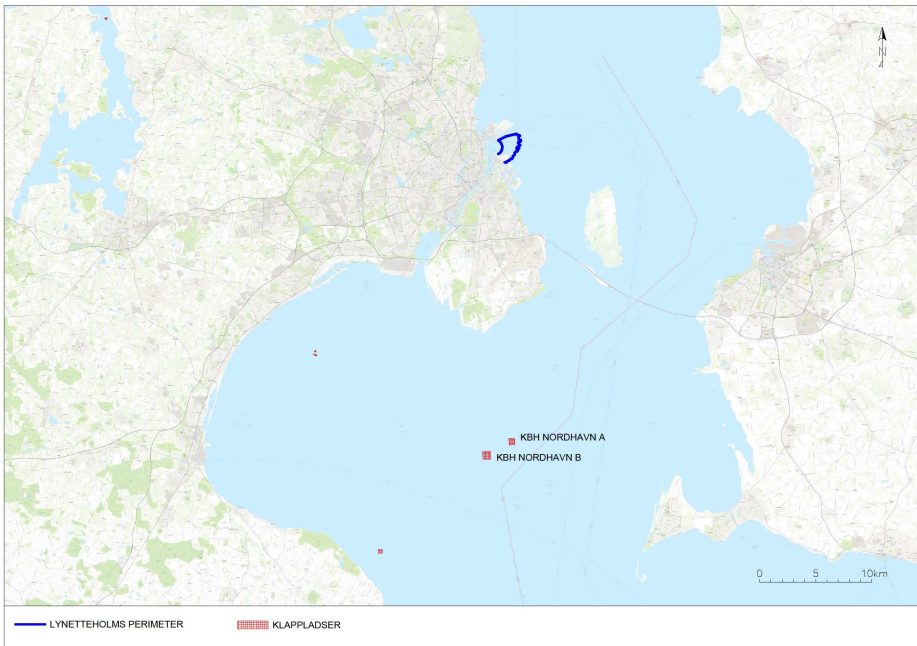 N
KBH NORDHAVN A
KBH NORDHAVN B
0 5 10km
LYNETTEHOLMS PERIMETER
KLAPPLADSER